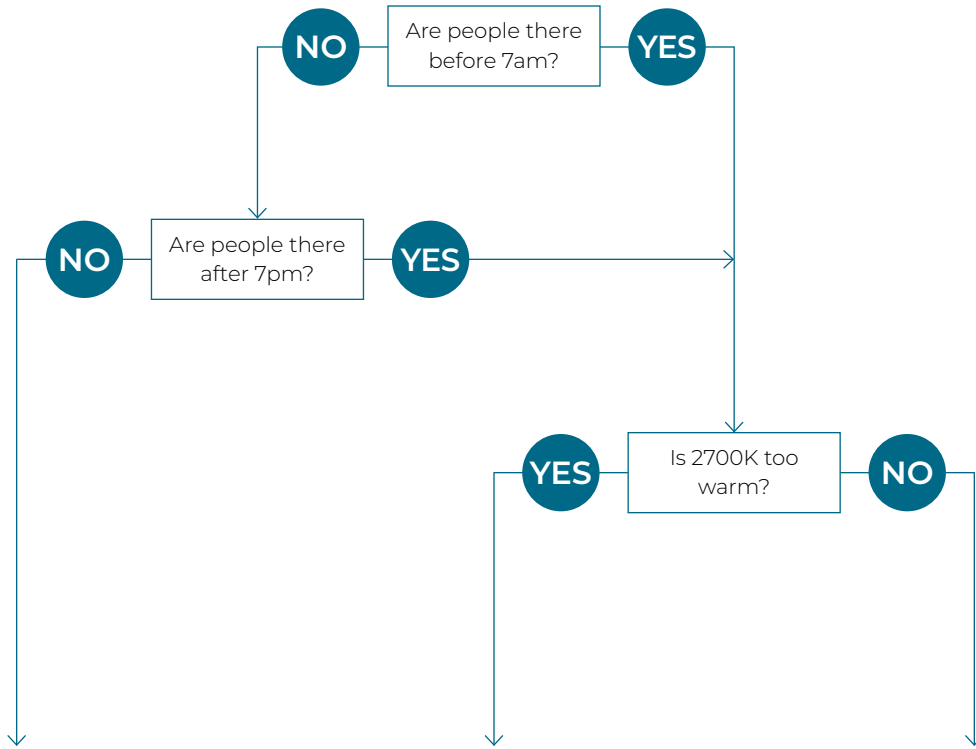 NO
Are people there
before 7am?
YES
NO
Are people there
after 7pm?
YES
YES
Is 2700K too
warm?
NO